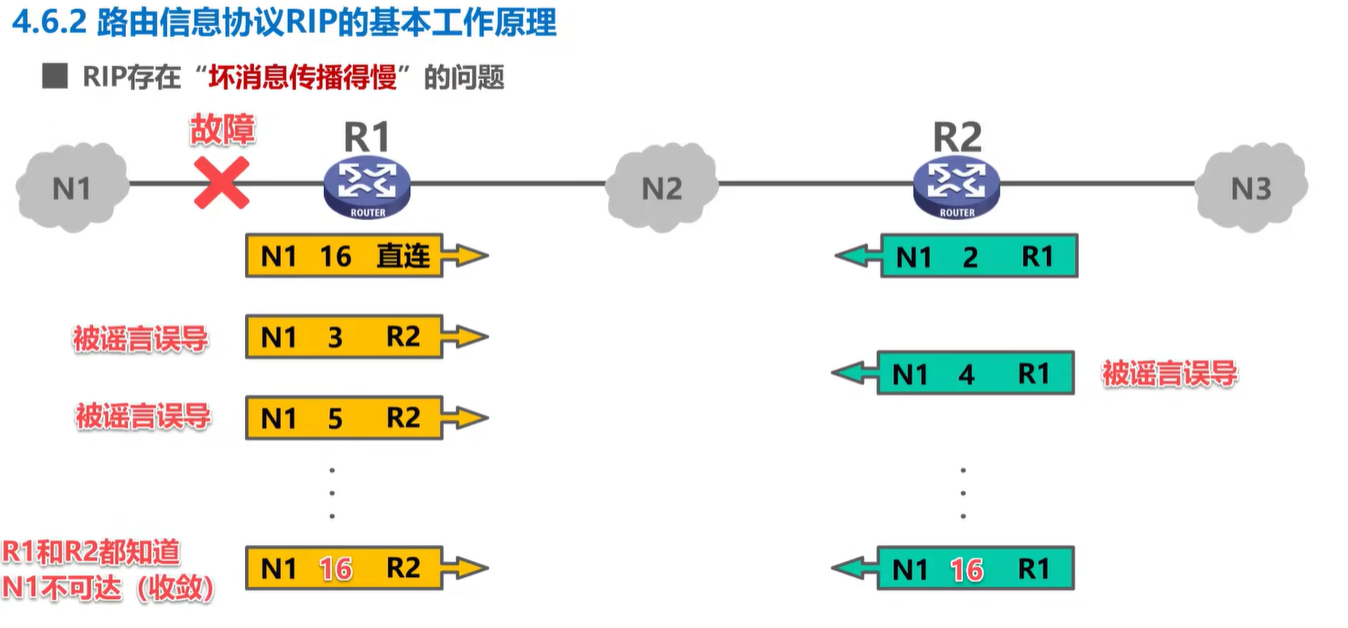 4.6.2 路由信息协议RIP的基本工作原理
RIP存在“坏消息传播得慢”的问题
故障
R1
R2
N1
N2
N3
ROUTER
ROUTER
N1 16 直连
N1 2 R1
被谣言误导
N1 3 R2
N1 4 R1
被谣言误导
被谣言误导
N1 5 R2
R1和R2都知道
N1不可达（收敛）
N1 16 R2
N1 16 R1